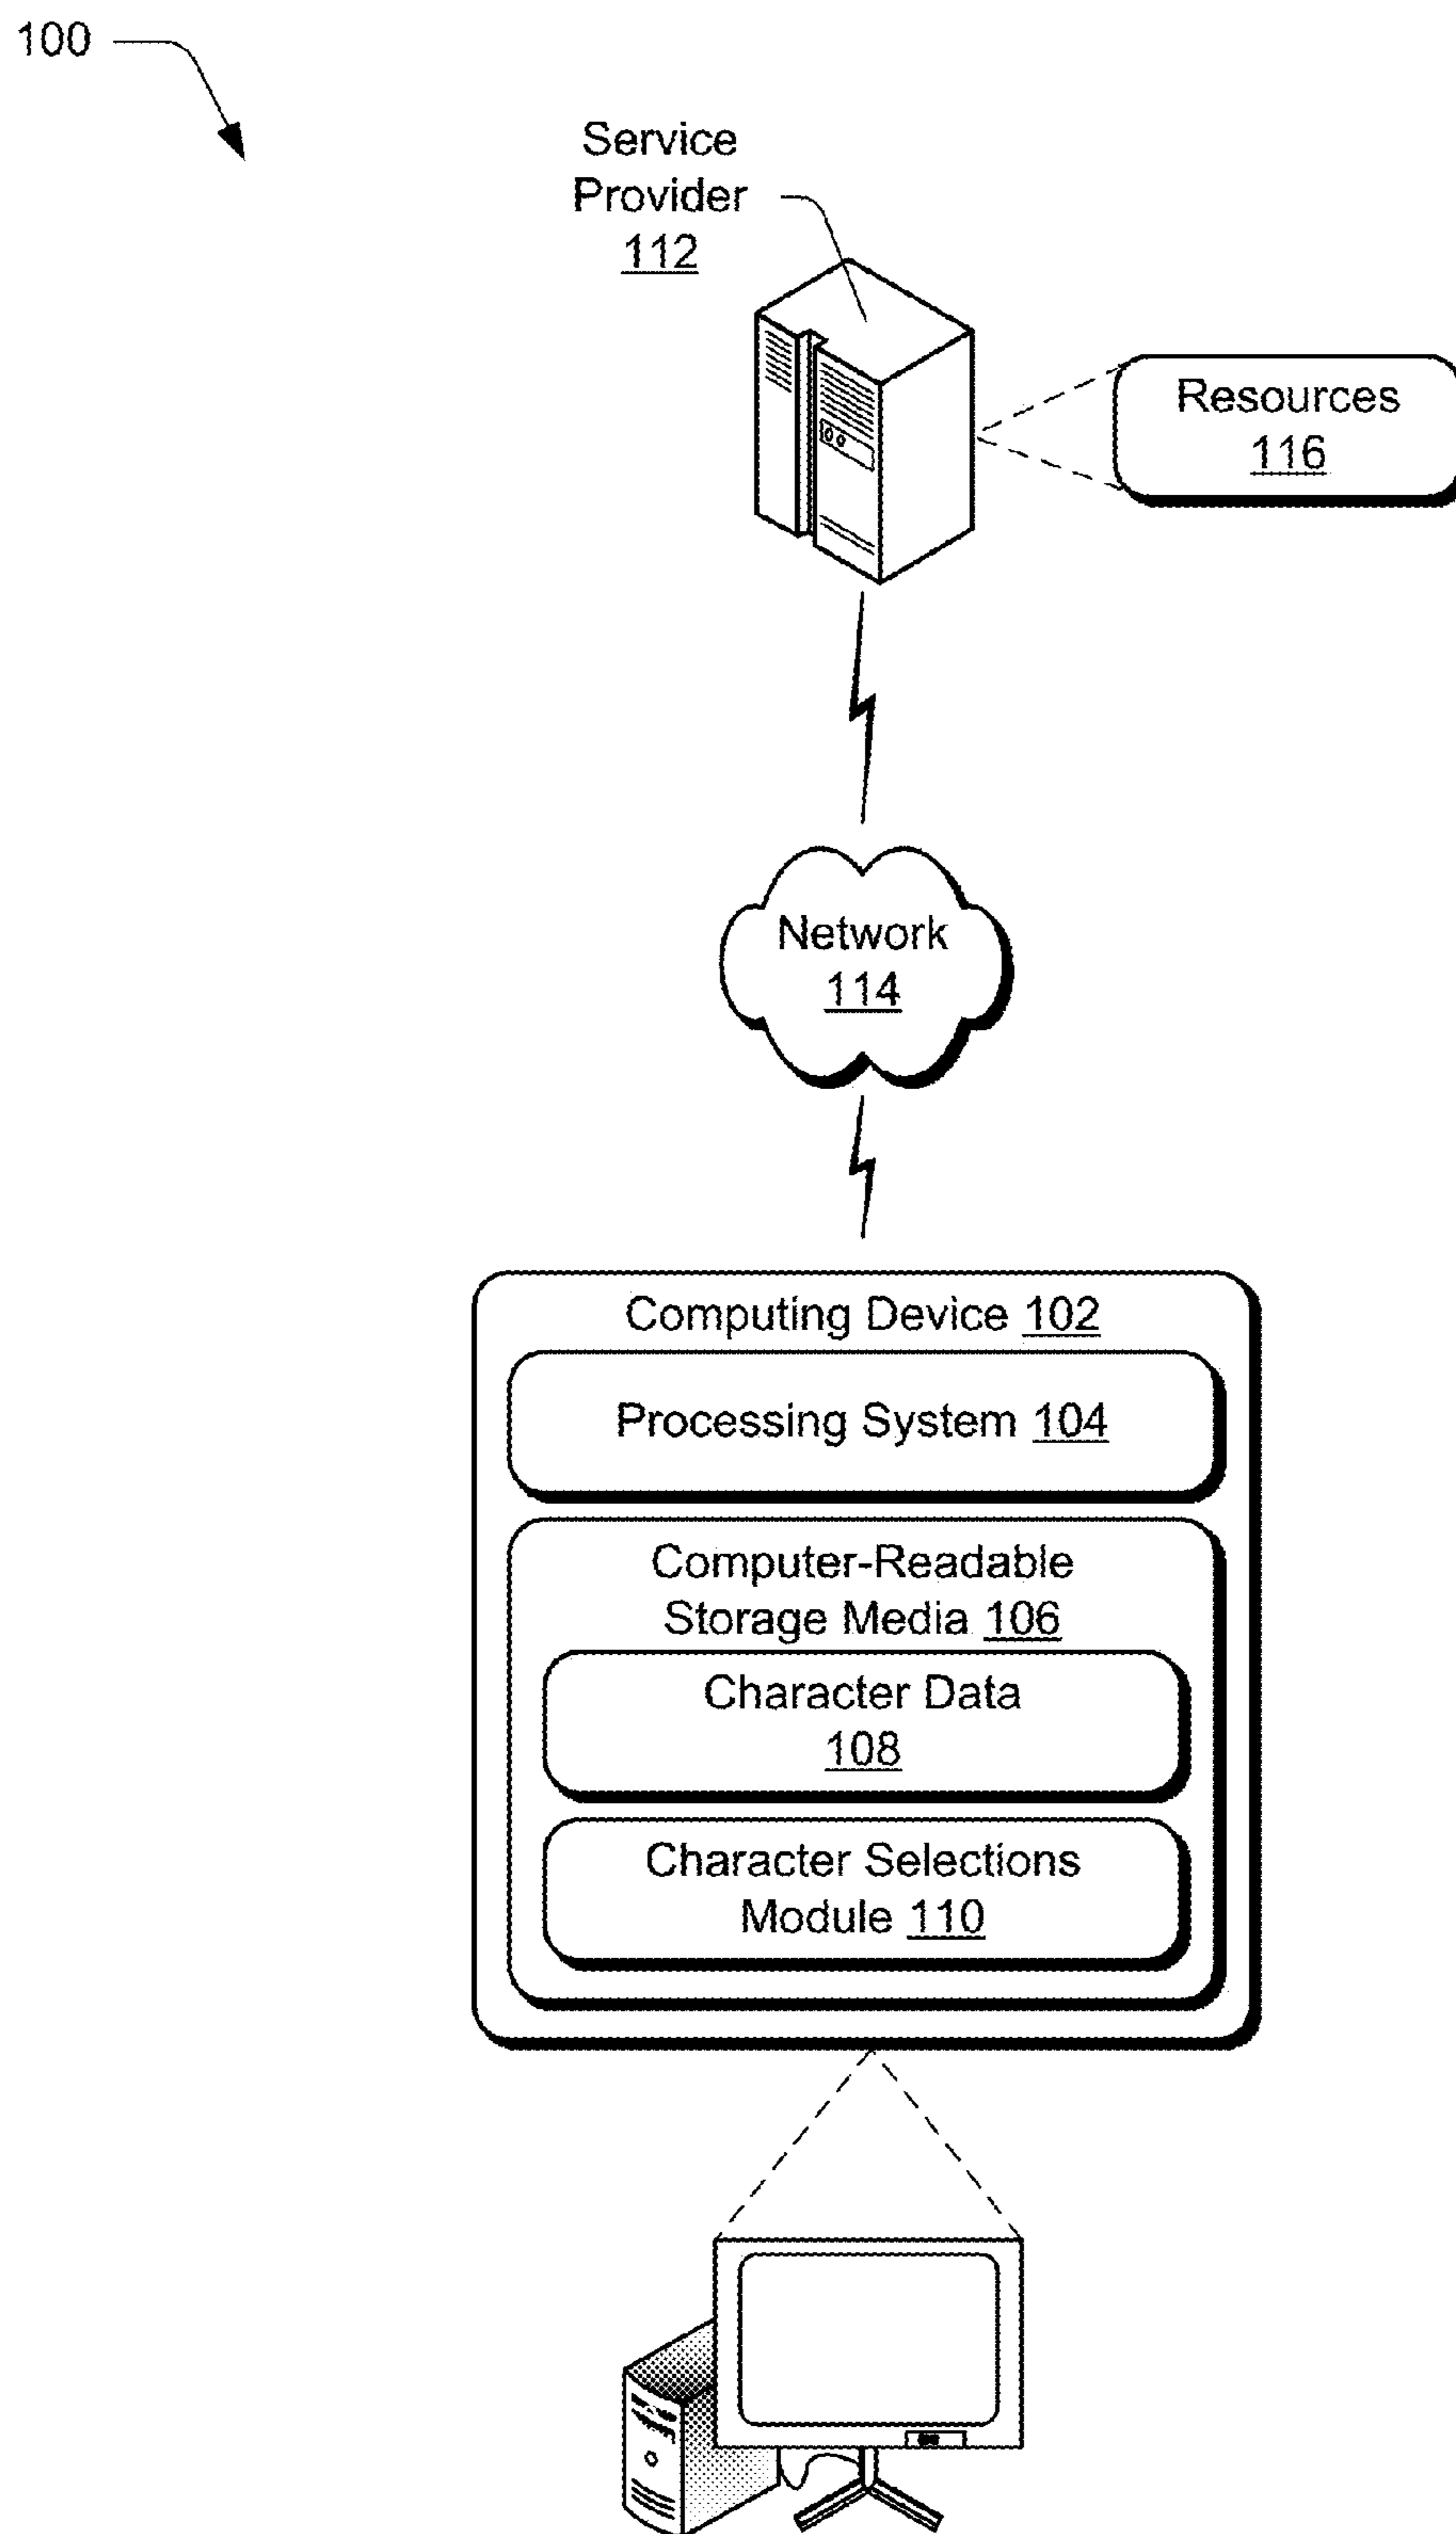 100
Service
Provider
112
Resources
116
Network
114
Computing Device 102
Processing System 104
Computer-Readable
Storage Media 106
Character Data
108
Character Selections
Module 110